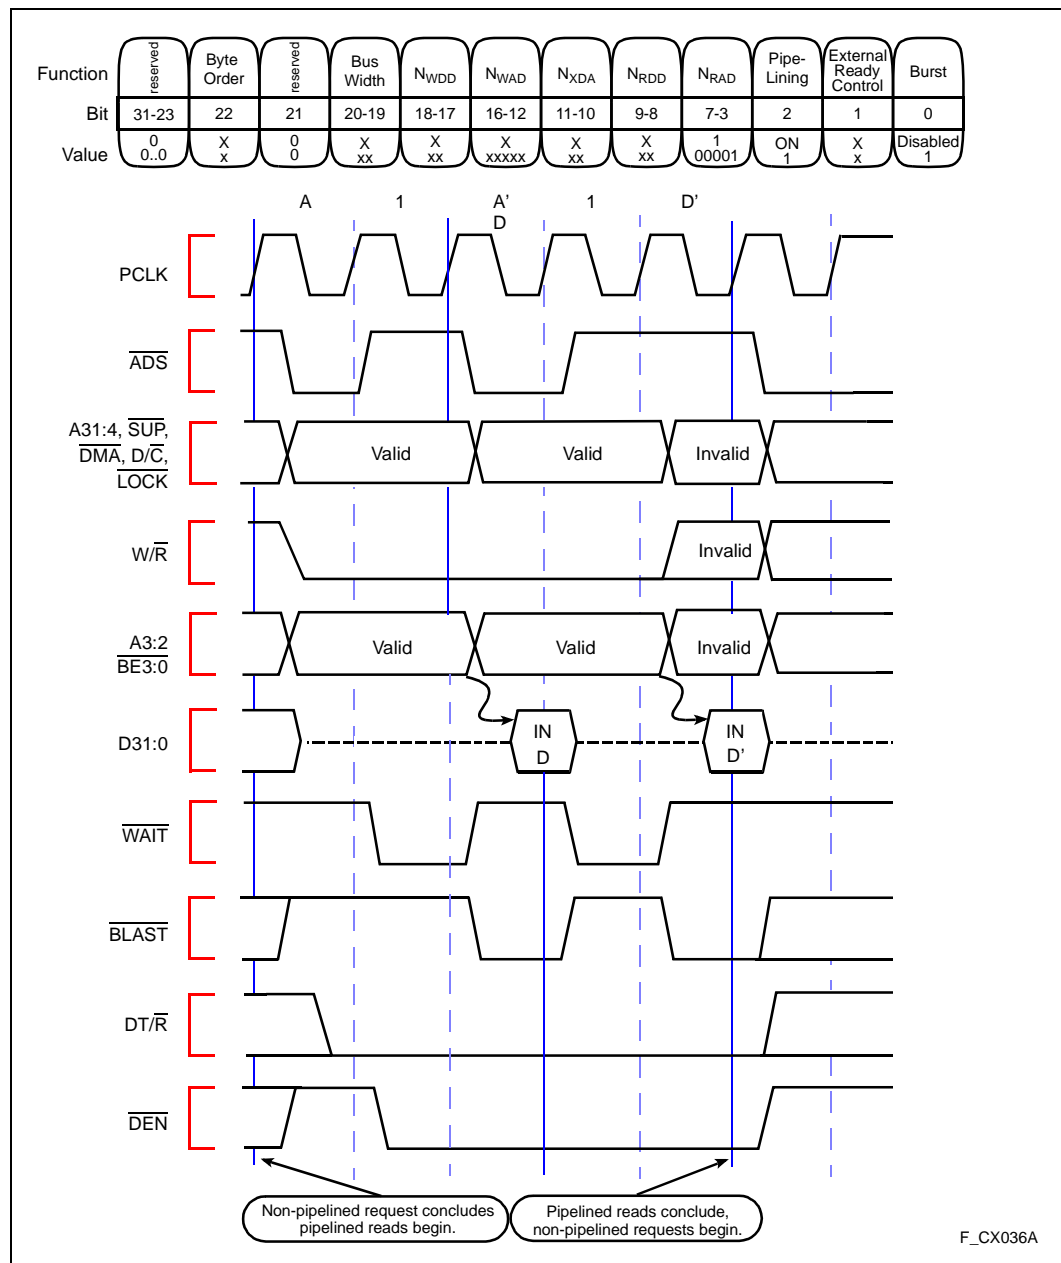 Function reserved Byte Order reserved Bus Width NWDD NWAD NXDA NRDD NRAD Pipe-Lining External Ready Control Burst
Bit 31-23 22 21 20-19 18-17 16-12 11-10 9-8 7-3 2 1 0
Value 0 0..0 X x 0 0 X xx X xx X xxxxx X xx X xx 1 00001 ON 1 X x Disabled 1
A 1 A' D 1 D'
PCLK
ADS
A31:4, SUP,
DMA, D/C,
LOCK
Valid Valid Invalid
W/R
Invalid
A3:2
BE3:0
Valid Valid Invalid
D31:0
IN D IN D'
WAIT
BLAST
DT/R
DEN
Non-pipelined request concludes
pipelined reads begin.
Pipelined reads conclude,
non-pipelined requests begin.
F_CX036A